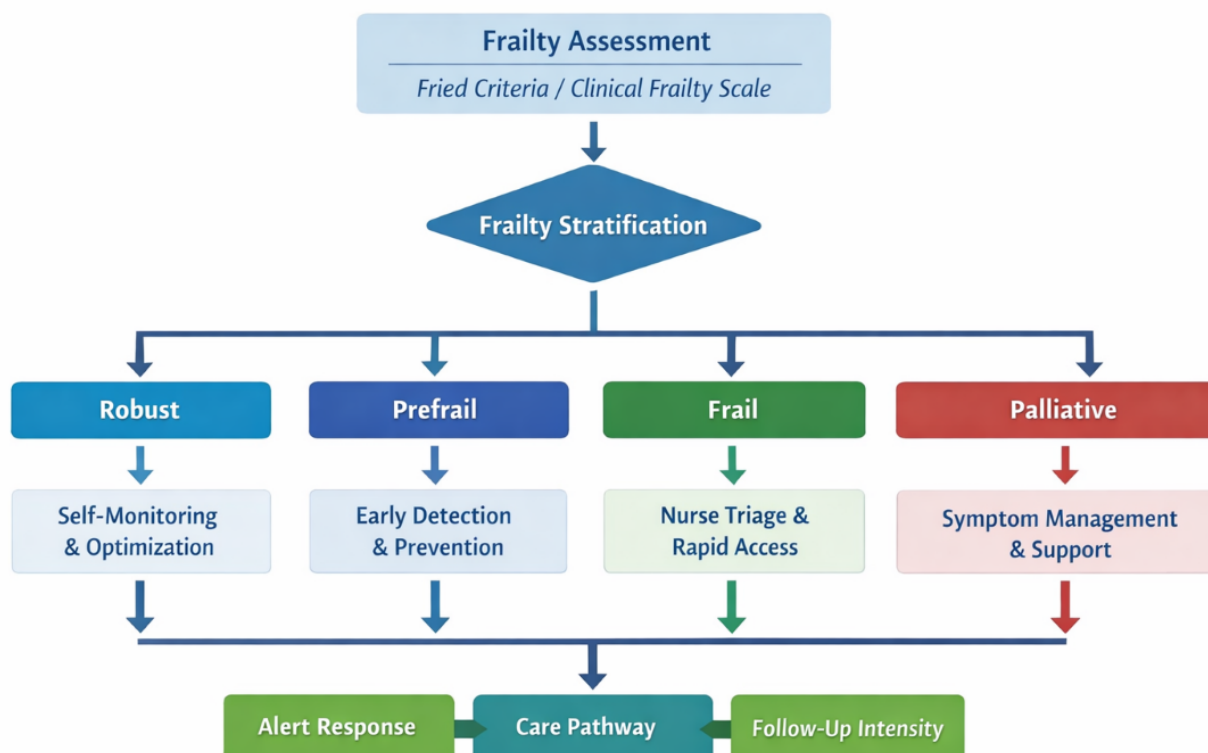 Frailty Assessment
Fried Criteria / Clinical Frailty Scale
Frailty Stratification
Robust
Prefrail
Frail
Palliative
Self-Monitoring
& Optimization
Early Detection
& Prevention
Nurse Triage &
Rapid Access
Symptom Management
& Support
Alert Response
Care Pathway
Follow-Up Intensity